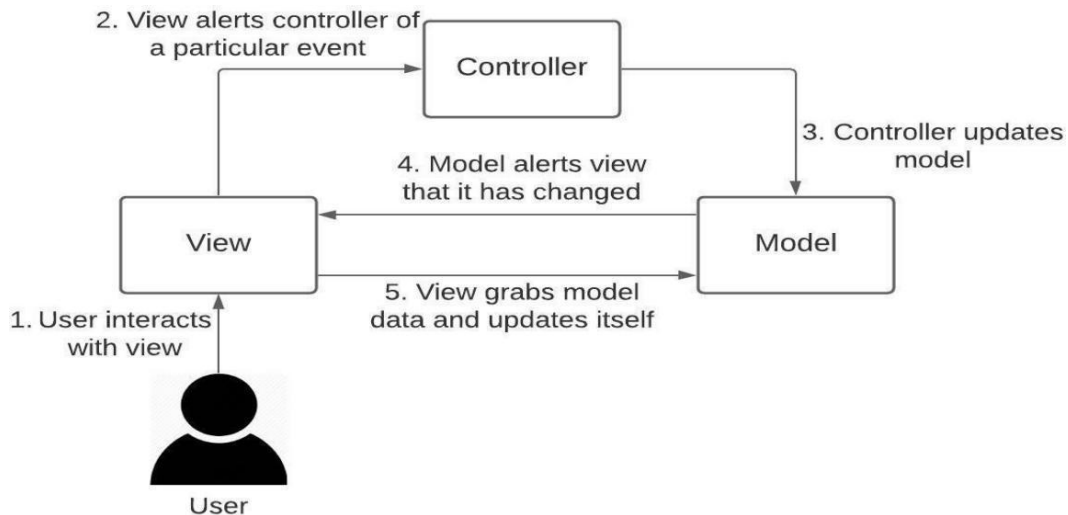 2. View alerts controller of
a particular event
Controller
3. Controller updates
model
4. Model alerts view
that it has changed
View
Model
5. View grabs model
data and updates itself
1. User interacts
with view
User